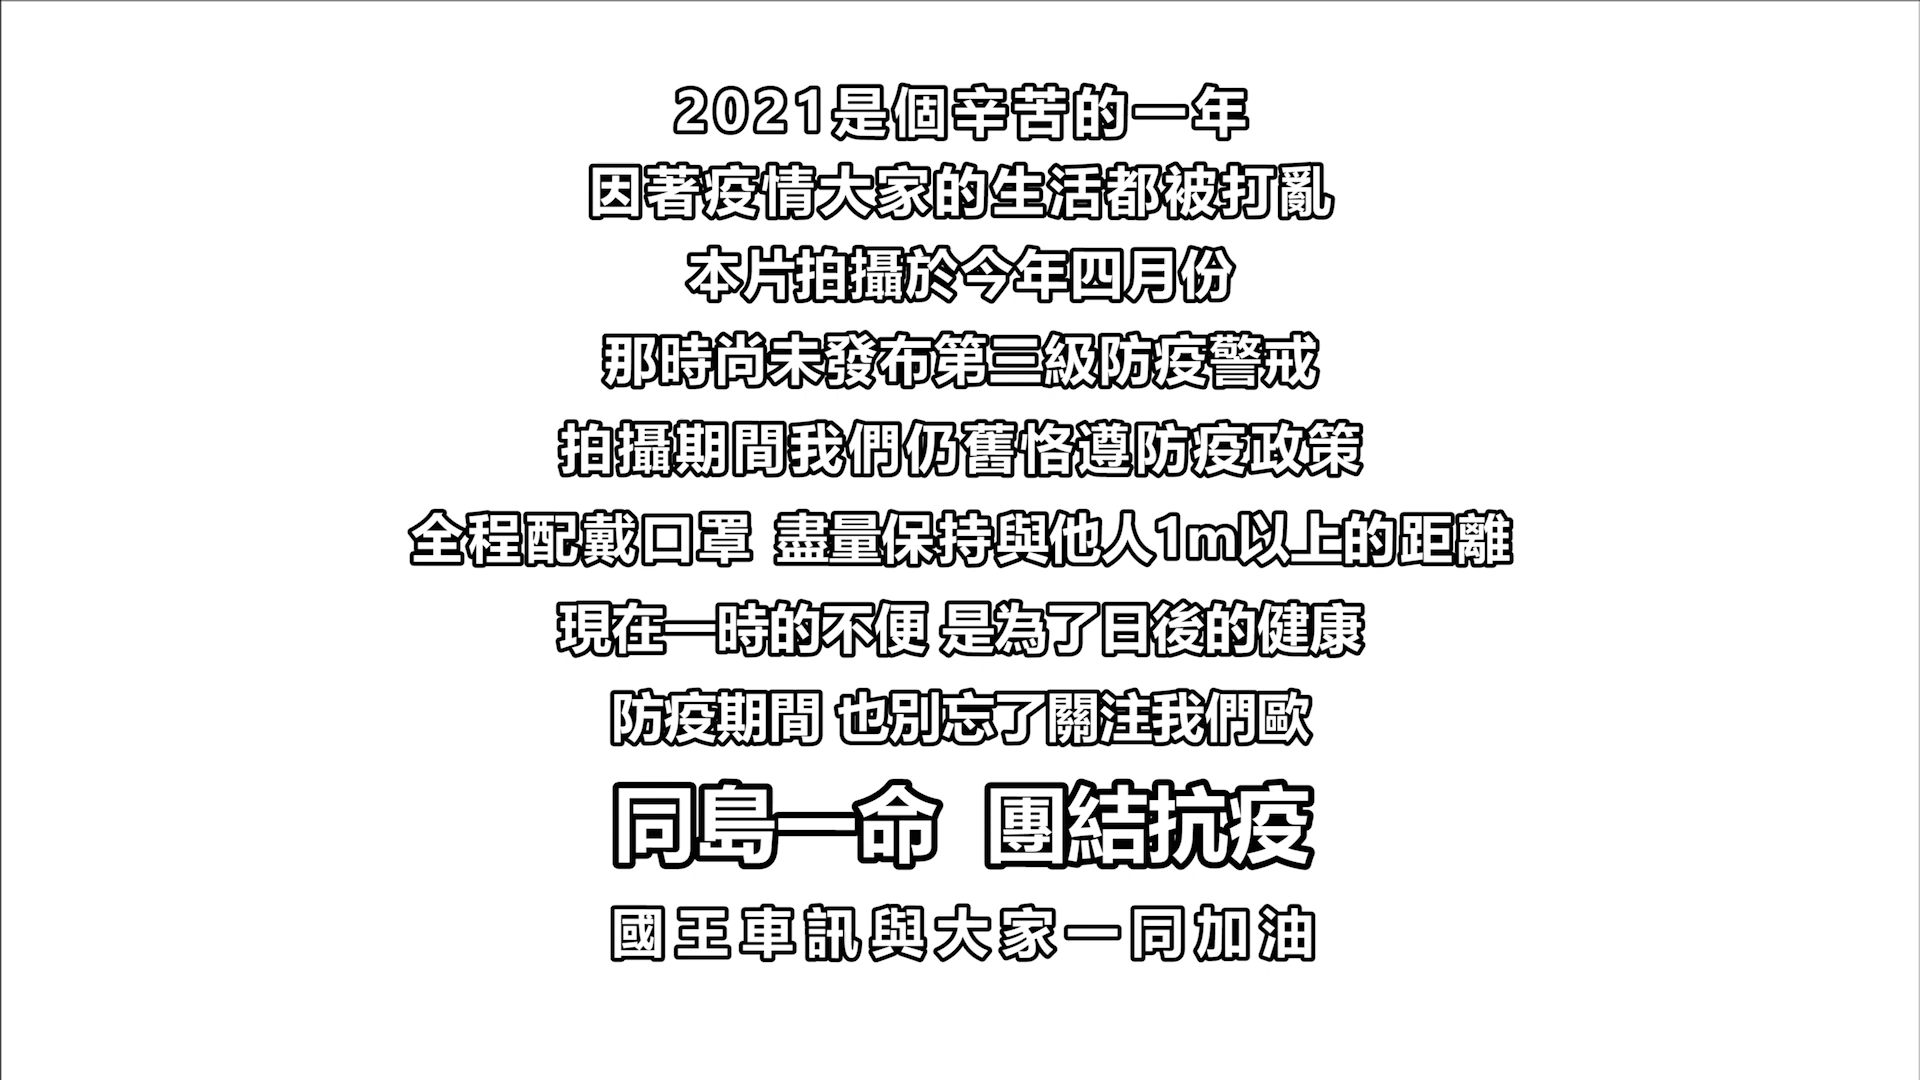 2021是個辛苦的一年
因著疫情大家的生活都被打亂
本片拍攝於今年四月份
那時尚未發布第三級防疫警戒
拍攝期間我們仍舊恪遵防疫政策
全程配戴口罩 盡量保持與他人1m以上的距離
現在一時的不便 是為了日後的健康
防疫期間 也別忘了關注我們歐
同島一命 團結抗疫
國王車訊與大家一同加油